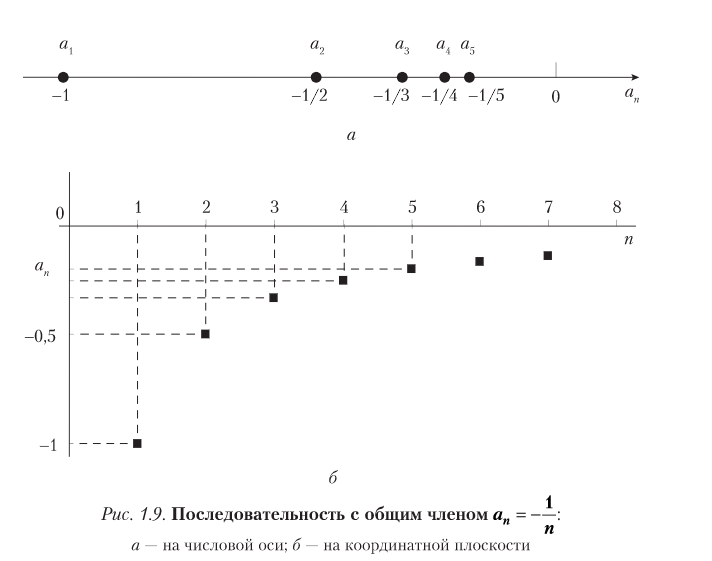 a₁ a₂ a₃ a₄ a₅
−1 −1/2 −1/3 −1/4 −1/5 0 aₙ
а
0 1 2 3 4 5 6 7 8
n
aₙ
−0,5
−1
б
Рис. 1.9. Последовательность с общим членом aₙ = −1/n:
а — на числовой оси; б — на координатной плоскости